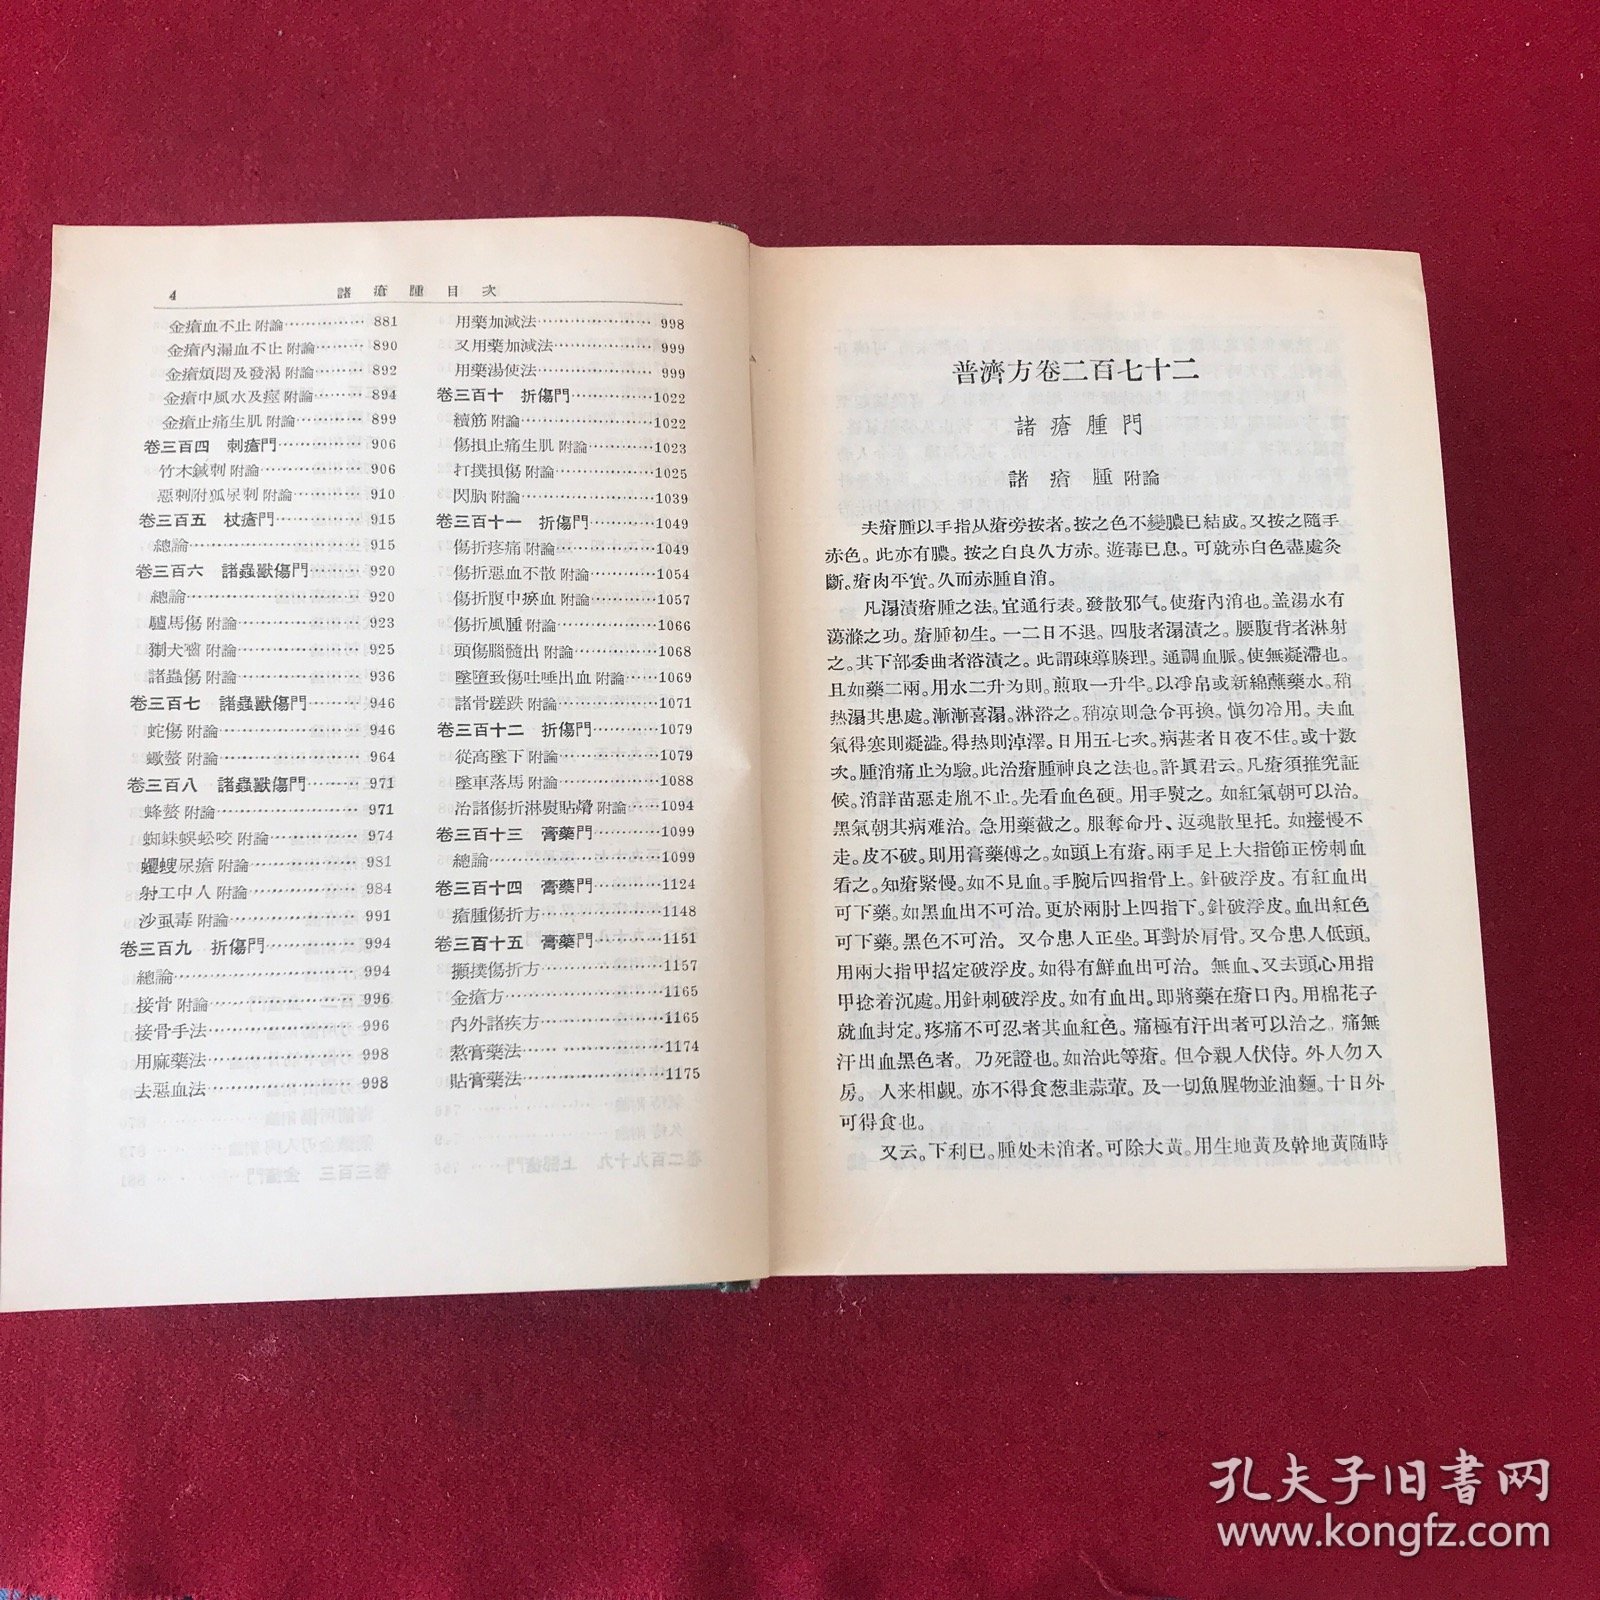 4 諸瘡腫目次
金瘡血不止 附論……………881
金瘡內漏血不止 附論………890
金瘡煩悶及發渴 附論………892
金瘡中風水及痙 附論………894
金瘡止痛生肌 附論…………899
卷三百四 刺瘡門……………906
竹木鍼刺 附論………………906
惡刺附狐尿刺 附論…………910
卷三百五 杖瘡門……………915
總論……………………………915
卷三百六 諸蟲獸傷門………920
總論……………………………920
驢馬傷 附論…………………923
猘犬嚙 附論…………………925
諸蟲傷 附論…………………936
卷三百七 諸蟲獸傷門………946
蛇傷 附論……………………946
蠍螫 附論……………………964
卷三百八 諸蟲獸傷門………971
蜂螫 附論……………………971
蜘蛛蜈蚣咬 附論……………974
蠼螋尿瘡 附論………………981
射工中人 附論………………984
沙虱毒 附論…………………991
卷三百九 折傷門……………994
總論……………………………994
接骨 附論……………………996
接骨手法………………………996
用麻藥法………………………998
去惡血法………………………998
用藥加減法……………………998
又用藥加減法…………………999
用藥湯使法……………………999
卷三百十 折傷門……………1022
續筋 附論……………………1022
傷損止痛生肌 附論…………1023
打撲損傷 附論………………1025
閃肭 附論……………………1039
卷三百十一 折傷門…………1049
傷折疼痛 附論………………1049
傷折惡血不散 附論…………1054
傷折腹中瘀血 附論…………1057
傷折風腫 附論………………1066
頭傷腦髓出 附論……………1068
墜墮致傷吐唾出血 附論……1069
諸骨蹉跌 附論………………1071
卷三百十二 折傷門…………1079
從高墜下 附論………………1079
墜車落馬 附論………………1088
治諸傷折淋熨貼熁 附論……1094
卷三百十三 膏藥門…………1099
總論……………………………1099
卷三百十四 膏藥門…………1124
瘡腫傷折方……………………1148
卷三百十五 膏藥門…………1151
攧撲傷折方……………………1157
金瘡方…………………………1165
內外諸疾方……………………1165
熬膏藥法………………………1174
貼膏藥法………………………1175
普濟方卷二百七十二
諸瘡腫門
諸瘡腫 附論
夫瘡腫以手指从瘡旁按者。按之色不變膿已結成。又按之隨手
赤色。此亦有膿。按之白良久方赤。遊毒已息。可就赤白色盡處灸
斷。瘡肉平實。久而赤腫自消。
凡溻漬瘡腫之法。宜通行表。發散邪气。使瘡內消也。盖湯水有
蕩滌之功。瘡腫初生。一二日不退。四肢者溻漬之。腰腹背者淋射
之。其下部委曲者浴漬之。此謂疎導腠理。通調血脈。使無凝滯也。
且如藥二兩。用水二升为則。煎取一升半。以凈帛或新綿蘸藥水。稍
热溻其患處。漸漸喜溻。淋浴之。稍凉則急令再換。慎勿冷用。夫血
氣得寒則凝澁。得热則淖澤。日用五七次。病甚者日夜不住。或十數
次。腫消痛止为驗。此治瘡腫神良之法也。許眞君云。凡瘡須推究証
候。消詳苗惡走胤不止。先看血色硬。用手熨之。如紅氣朝可以治。
黑氣朝其病难治。急用藥截之。服奪命丹、返魂散里托。如瘂慢不
走。皮不破。則用膏藥傅之。如頭上有瘡。兩手足上大指節正傍刺血
看之。知瘡緊慢。如不見血。手腕后四指骨上。針破浮皮。有紅血出
可下藥。如黑血出不可治。更於兩肘上四指下。針破浮皮。血出紅色
可下藥。黑色不可治。又令患人正坐。耳對於肩骨。又令患人低頭。
用兩大指甲掐定破浮皮。如得有鮮血出可治。無血、又去頭心用指
甲捻着沉處。用針刺破浮皮。如有血出。即將藥在瘡口內。用棉花子
就血封定。疼痛不可忍者其血紅色。痛極有汗出者可以治之。痛無
汗出血黑色者。乃死證也。如治此等瘡。但令親人伏侍。外人勿入
房。人来相覷。亦不得食葱韭蒜葷。及一切魚腥物並油麵。十日外
可得食也。
又云。下利已。腫处未消者。可除大黃。用生地黃及幹地黃随時
孔夫子旧書网
www.kongfz.com